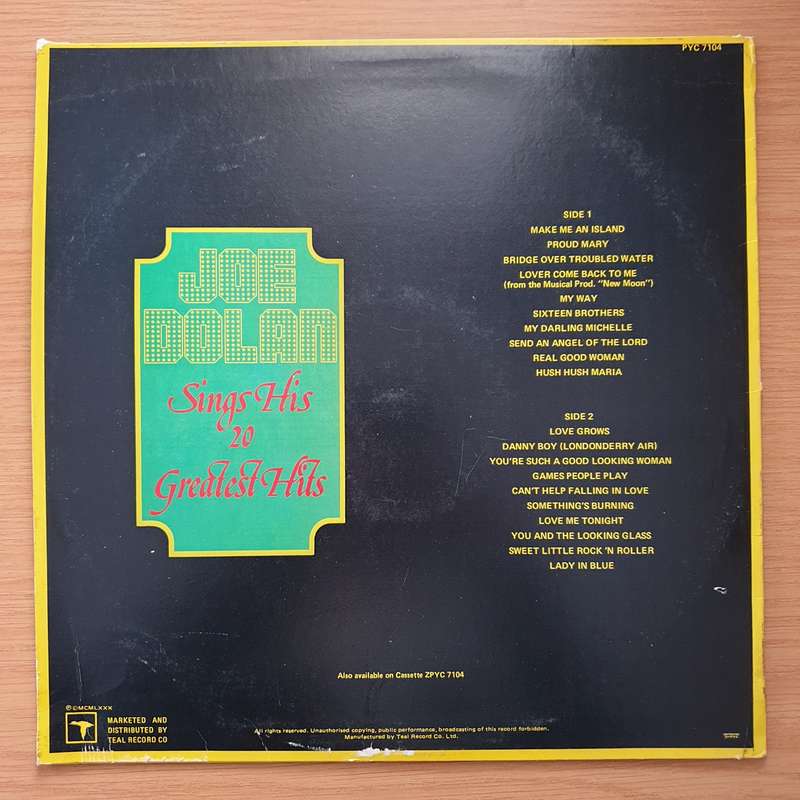 PYC 7104
JOE
DOLAN
Sings His
20
Greatest Hits
SIDE 1
MAKE ME AN ISLAND
PROUD MARY
BRIDGE OVER TROUBLED WATER
LOVER COME BACK TO ME
(from the Musical Prod. "New Moon")
MY WAY
SIXTEEN BROTHERS
MY DARLING MICHELLE
SEND AN ANGEL OF THE LORD
REAL GOOD WOMAN
HUSH HUSH MARIA
SIDE 2
LOVE GROWS
DANNY BOY (LONDONDERRY AIR)
YOU'RE SUCH A GOOD LOOKING WOMAN
GAMES PEOPLE PLAY
CAN'T HELP FALLING IN LOVE
SOMETHING'S BURNING
LOVE ME TONIGHT
YOU AND THE LOOKING GLASS
SWEET LITTLE ROCK 'N ROLLER
LADY IN BLUE
Also available on Cassette ZPYC 7104
℗©MCMLXXX
MARKETED AND
DISTRIBUTED BY
TEAL RECORD CO
All rights reserved. Unauthorised copying, public performance, broadcasting of this record forbidden.
Manufactured by Teal Record Co. Ltd.